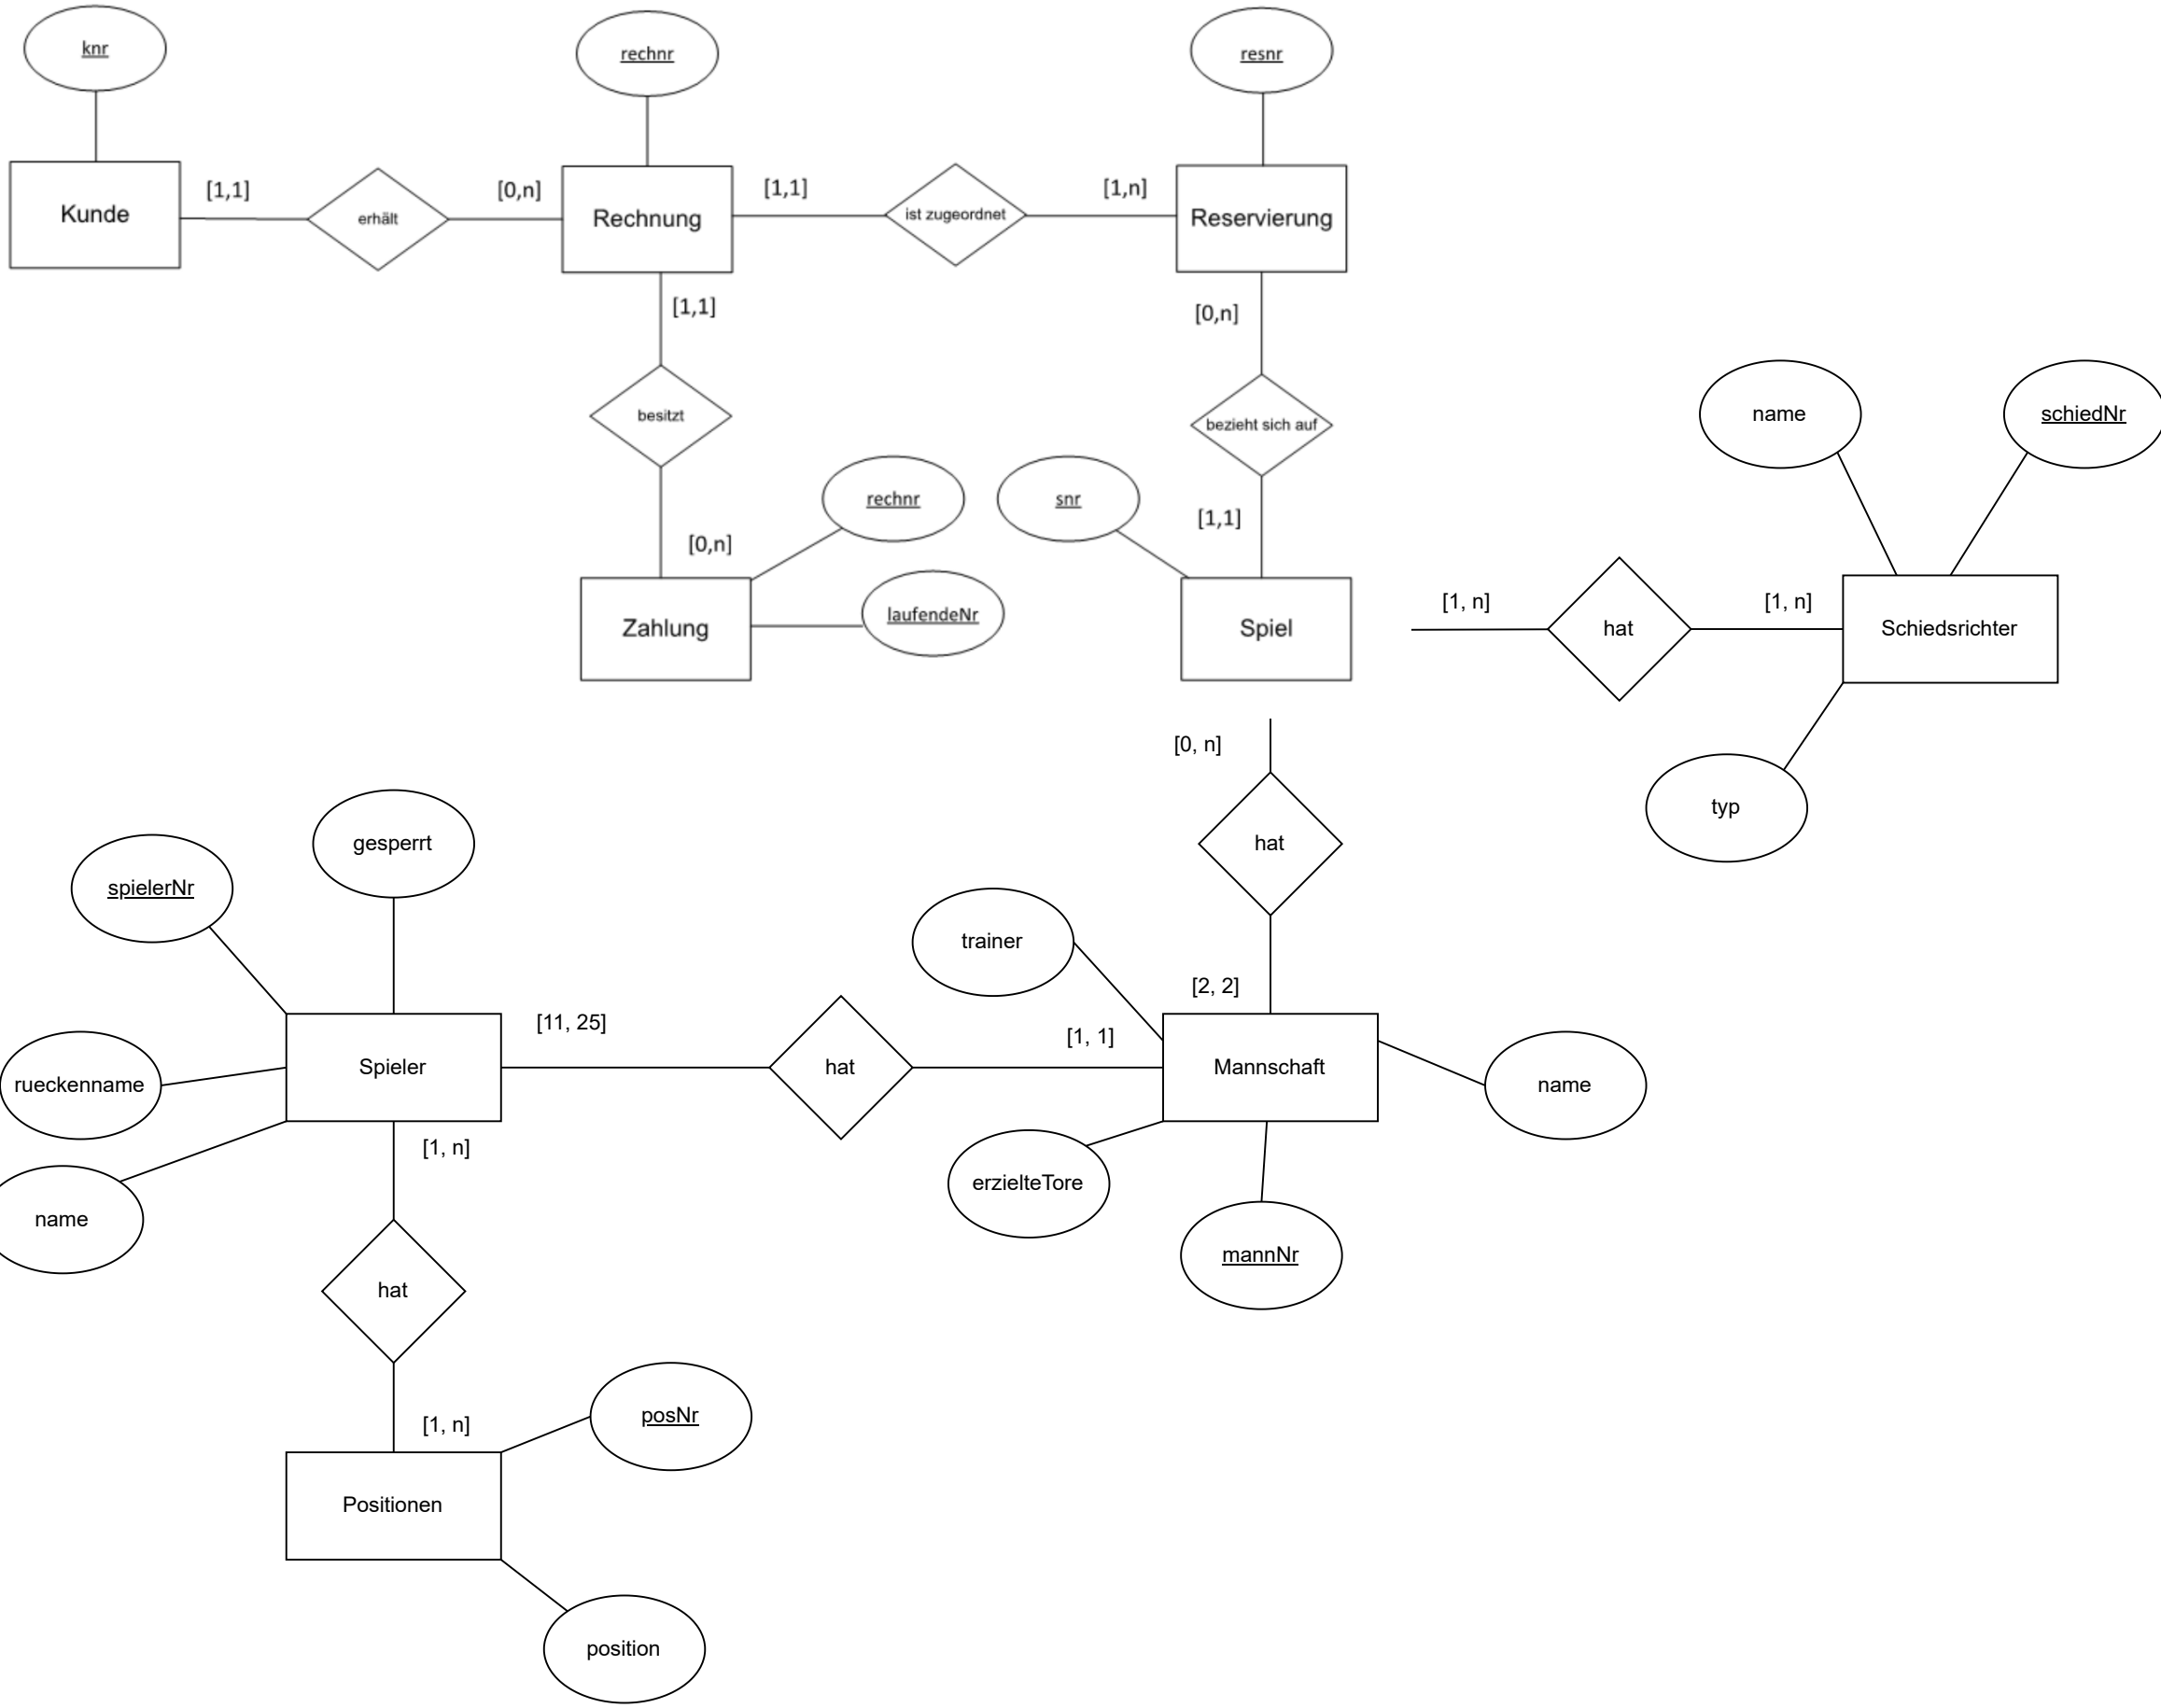 knr
rechnr
resnr
Kunde
[1,1]
erhält
[0,n]
Rechnung
[1,1]
ist zugeordnet
[1,n]
Reservierung
[1,1]
[0,n]
besitzt
bezieht sich auf
name
schiedNr
rechnr
snr
[0,n]
[1,1]
laufendeNr
Zahlung
Spiel
[1, n]
hat
[1, n]
Schiedsrichter
[0, n]
typ
hat
gesperrt
spielerNr
trainer
[2, 2]
[11, 25]
[1, 1]
rueckenname
Spieler
hat
Mannschaft
name
[1, n]
erzielteTore
name
mannNr
hat
[1, n]
posNr
Positionen
position